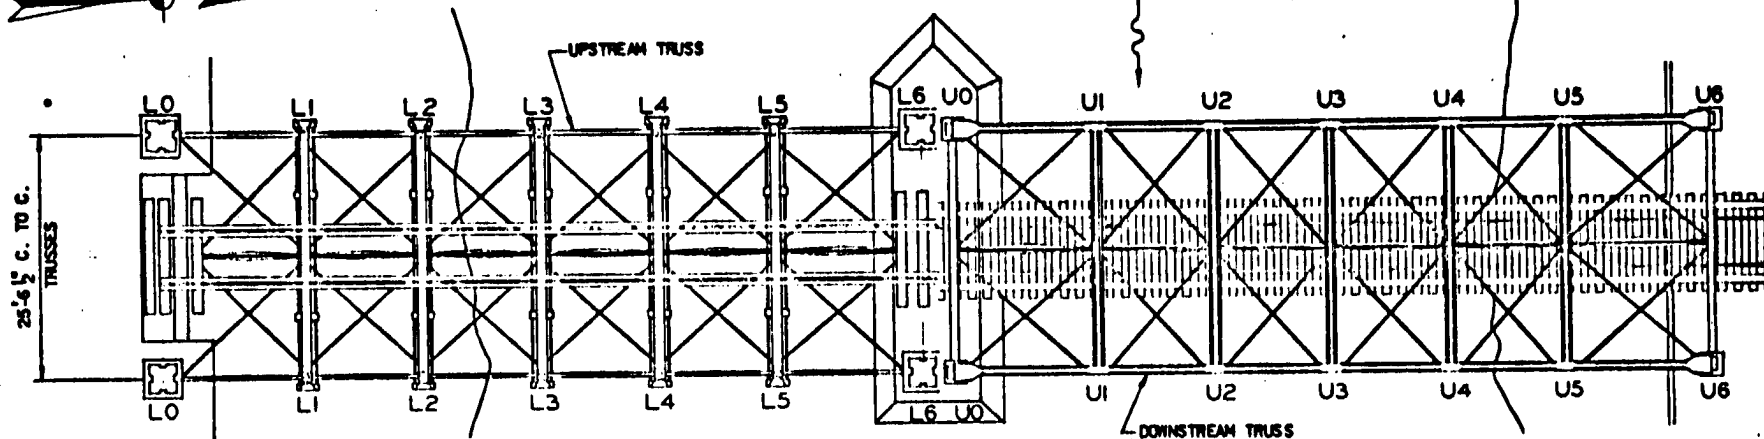 UPSTREAM TRUSS
L0 L1 L2 L3 L4 L5 L6 U0 U1 U2 U3 U4 U5 U6
25'-6½" C. TO C.
TRUSSES
L0 L1 L2 L3 L4 L5 L6 U0 U1 U2 U3 U4 U5 U6
DOWNSTREAM TRUSS